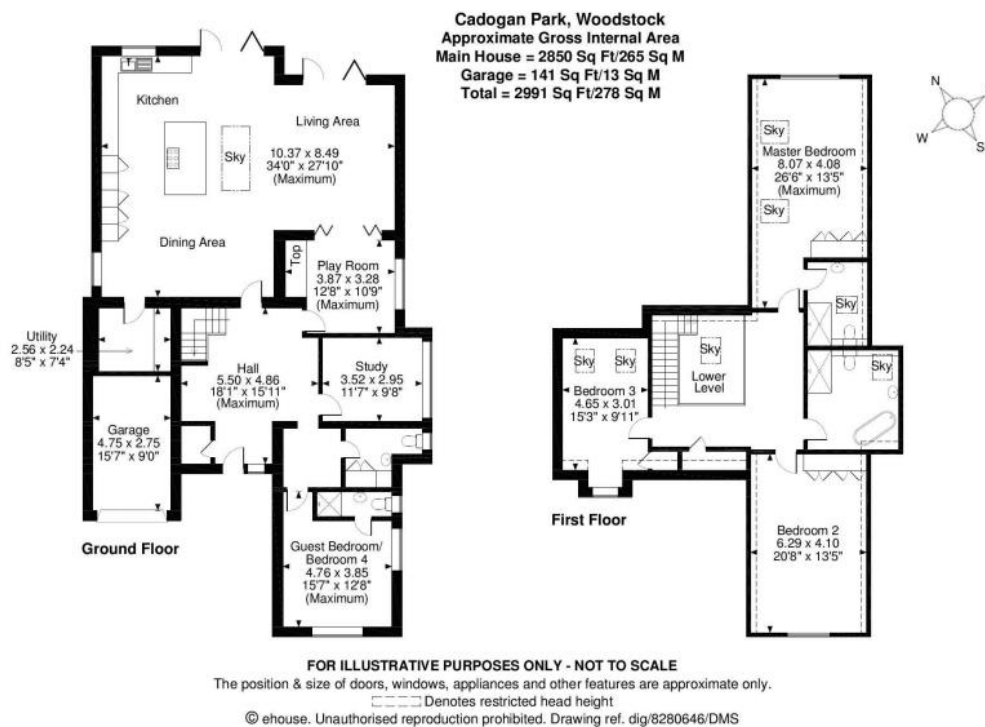 Cadogan Park, Woodstock
Approximate Gross Internal Area
Main House = 2850 Sq Ft/265 Sq M
Garage = 141 Sq Ft/13 Sq M
Total = 2991 Sq Ft/278 Sq M
Kitchen
Living Area
Sky
10.37 x 8.49
34'0" x 27'10"
(Maximum)
Dining Area
Top
Play Room
3.87 x 3.28
12'8" x 10'9"
(Maximum)
Utility
2.56 x 2.24
8'5" x 7'4"
Hall
5.50 x 4.86
18'1" x 15'11"
(Maximum)
Study
3.52 x 2.95
11'7" x 9'8"
Garage
4.75 x 2.75
15'7" x 9'0"
Guest Bedroom/
Bedroom 4
4.76 x 3.85
15'7" x 12'8"
(Maximum)
Ground Floor
N
W
S
Sky
Master Bedroom
8.07 x 4.08
26'6" x 13'5"
(Maximum)
Sky
Sky
Sky
Sky
Sky
Lower
Level
Sky
Bedroom 3
4.65 x 3.01
15'3" x 9'11"
Bedroom 2
6.29 x 4.10
20'8" x 13'5"
First Floor
FOR ILLUSTRATIVE PURPOSES ONLY - NOT TO SCALE
The position & size of doors, windows, appliances and other features are approximate only.
Denotes restricted head height
© ehouse. Unauthorised reproduction prohibited. Drawing ref. dig/8280646/DMS